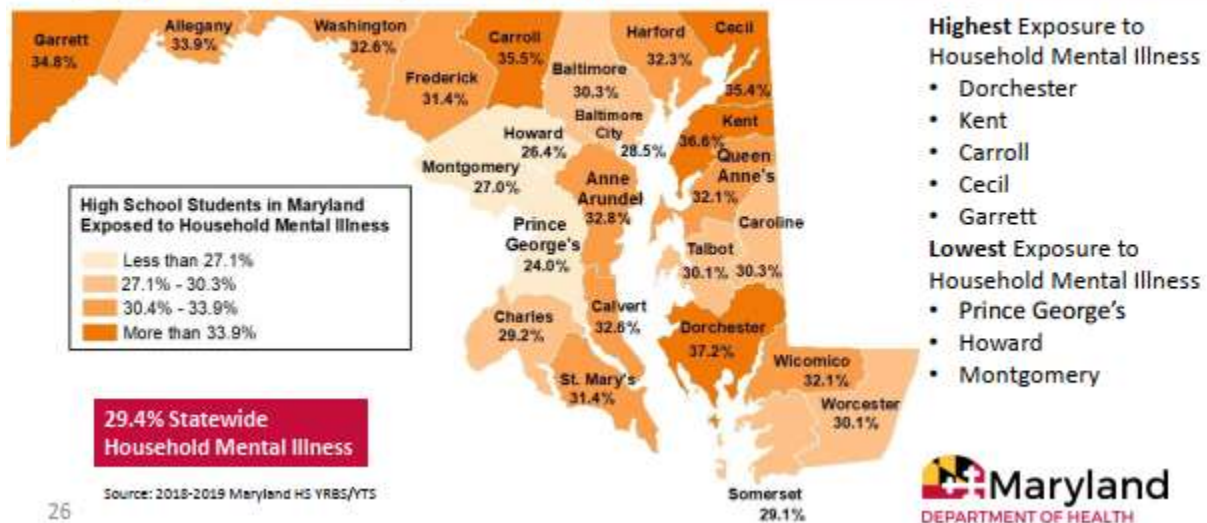 Garrett
34.8%
Allegany
33.9%
Washington
32.6%
Frederick
31.4%
Carroll
35.5%
Baltimore
30.3%
Baltimore
City
28.5%
Harford
32.3%
Cecil
35.4%
Kent
36.6%
Queen
Anne's
32.1%
Howard
26.4%
Montgomery
27.0%
Anne
Arundel
32.8%
Prince
George's
24.0%
Caroline
30.3%
Talbot
30.1%
Charles
29.2%
Calvert
32.6%
Dorchester
37.2%
St. Mary's
31.4%
Wicomico
32.1%
Worcester
30.1%
Somerset
29.1%
High School Students in Maryland
Exposed to Household Mental Illness
Less than 27.1%
27.1% - 30.3%
30.4% - 33.9%
More than 33.9%
29.4% Statewide
Household Mental Illness
Source: 2018-2019 Maryland HS YRBS/YTS
26
Highest Exposure to
Household Mental Illness
• Dorchester
• Kent
• Carroll
• Cecil
• Garrett
Lowest Exposure to
Household Mental Illness
• Prince George's
• Howard
• Montgomery
Maryland
DEPARTMENT OF HEALTH